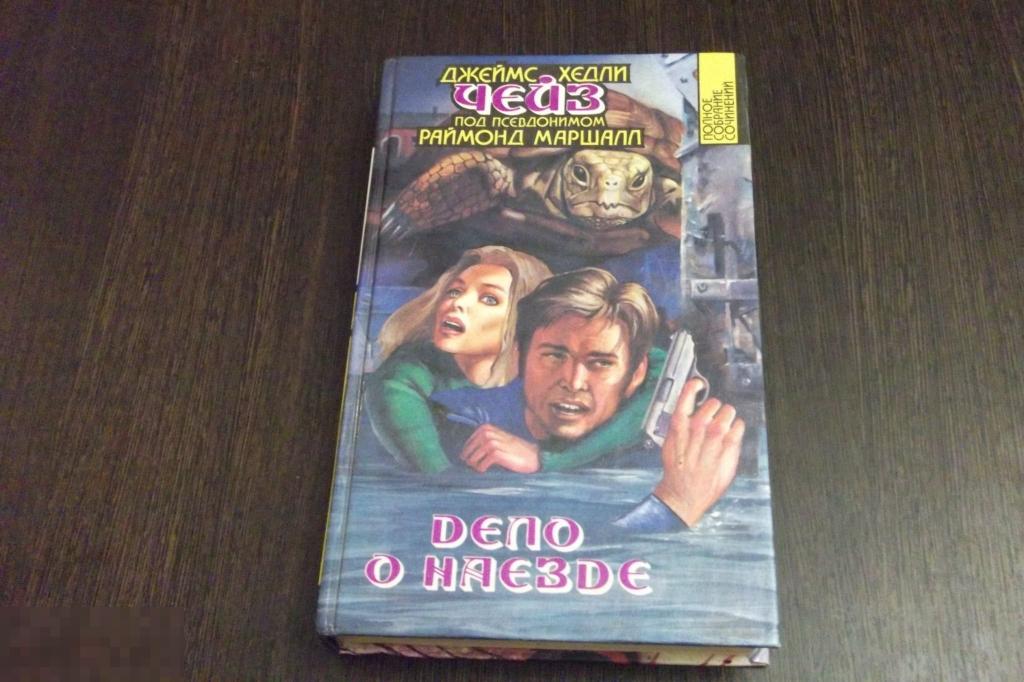 ДЖЕЙМС ХЕДЛИ
ЧЕЙЗ
ПОД ПСЕВДОНИМОМ
РАЙМОНД МАРШАЛЛ
ПОЛНОЕ
СОБРАНИЕ
СОЧИНЕНИЙ
ДЕЛО
О НАЕЗДЕ